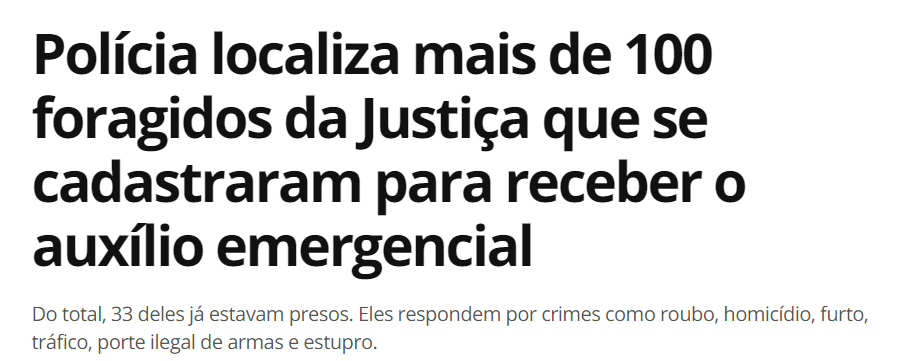 Polícia localiza mais de 100
foragidos da Justiça que se
cadastraram para receber o
auxílio emergencial
Do total, 33 deles já estavam presos. Eles respondem por crimes como roubo, homicídio, furto,
tráfico, porte ilegal de armas e estupro.